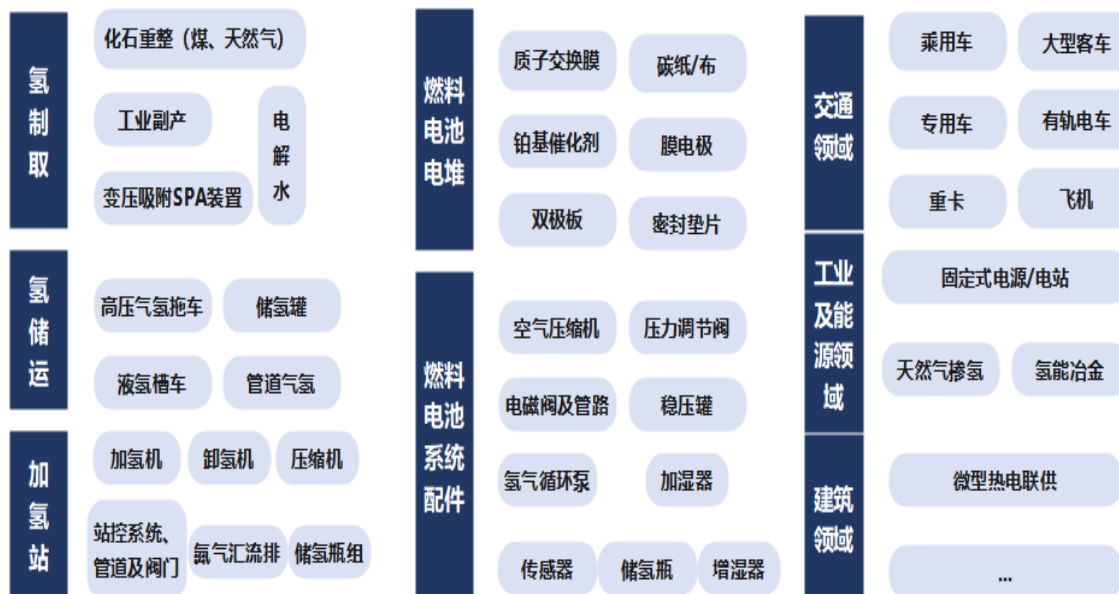 氢
制
取
化石重整（煤、天然气）
工业副产
电
解
水
变压吸附SPA装置
氢
储
运
高压气氢拖车
储氢罐
液氢槽车
管道气氢
加
氢
站
加氢机
卸氢机
压缩机
站控系统、
管道及阀门
氮气汇流排
储氢瓶组
燃料
电池
电堆
质子交换膜
碳纸/布
铂基催化剂
膜电极
双极板
密封垫片
燃料
电池
系统
配件
空气压缩机
压力调节阀
电磁阀及管路
稳压罐
氢气循环泵
加湿器
传感器
储氢瓶
增湿器
交通
领域
乘用车
大型客车
专用车
有轨电车
重卡
飞机
工业
及能
源领
域
固定式电源/电站
天然气掺氢
氢能冶金
建筑
领域
微型热电联供
...